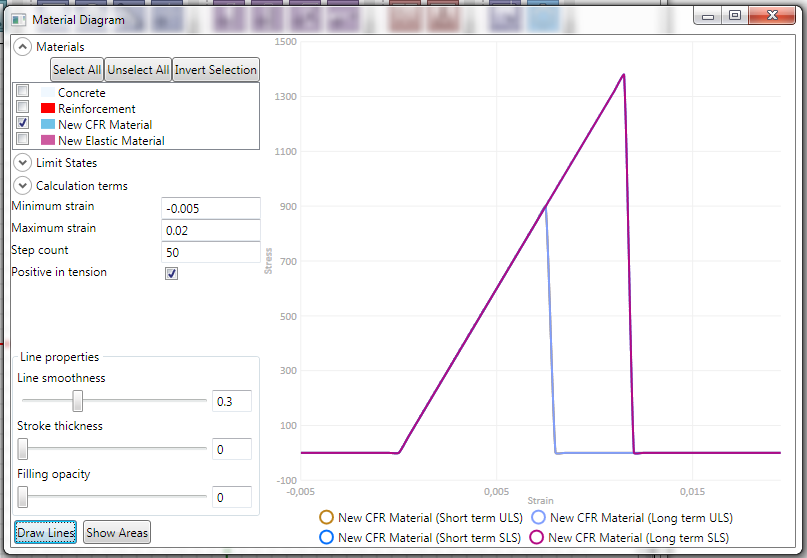 Material Diagram
Materials
Select All Unselect All Invert Selection
Concrete
Reinforcement
New CFR Material
New Elastic Material
Limit States
Calculation terms
Minimum strain -0.005
Maximum strain 0.02
Step count 50
Positive in tension
Line properties
Line smoothness
0.3
Stroke thickness
0
Filling opacity
0
Draw Lines Show Areas
1500
1300
1100
900
700
500
300
100
-100
Stress
-0,005 0,005 0,015
Strain
New CFR Material (Short term ULS) New CFR Material (Long term ULS)
New CFR Material (Short term SLS) New CFR Material (Long term SLS)